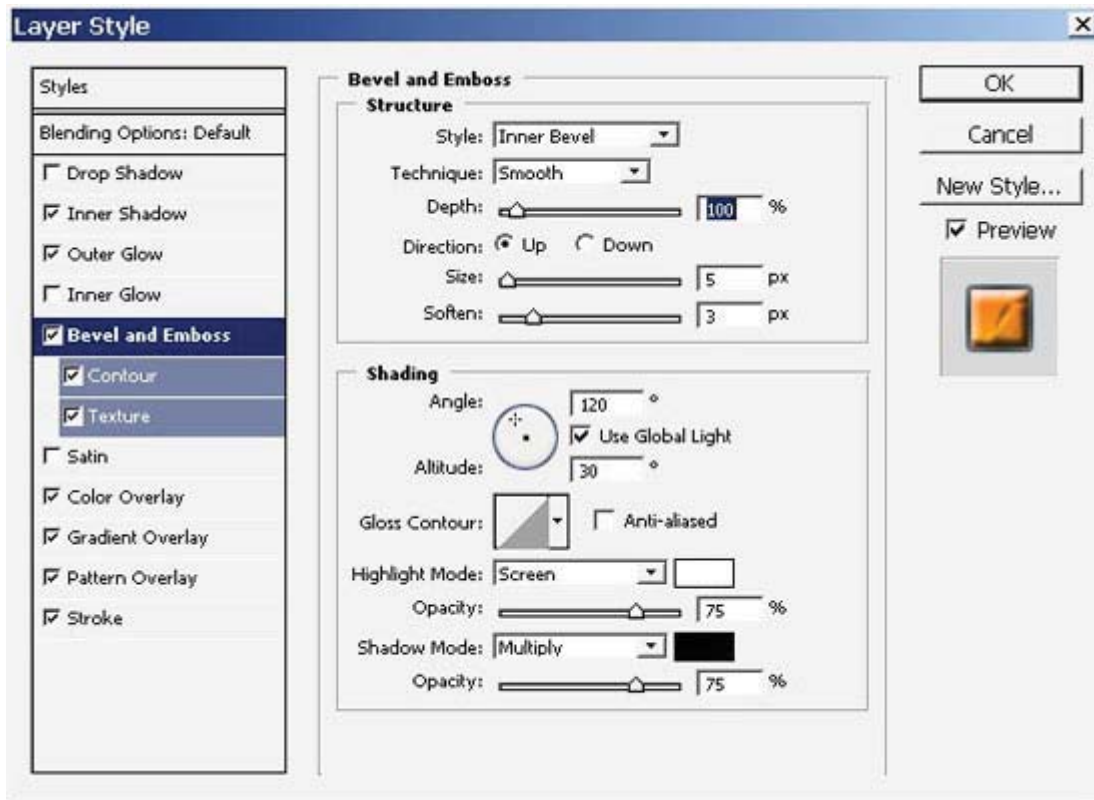 Layer Style
Styles
Blending Options: Default
Drop Shadow
Inner Shadow
Outer Glow
Inner Glow
Bevel and Emboss
Contour
Texture
Satin
Color Overlay
Gradient Overlay
Pattern Overlay
Stroke
Bevel and Emboss
Structure
Style: Inner Bevel
Technique: Smooth
Depth: 100 %
Direction: Up Down
Size: 5 px
Soften: 3 px
Shading
Angle: 120 °
Use Global Light
Altitude: 30 °
Gloss Contour: Anti-aliased
Highlight Mode: Screen
Opacity: 75 %
Shadow Mode: Multiply
Opacity: 75 %
OK
Cancel
New Style...
Preview